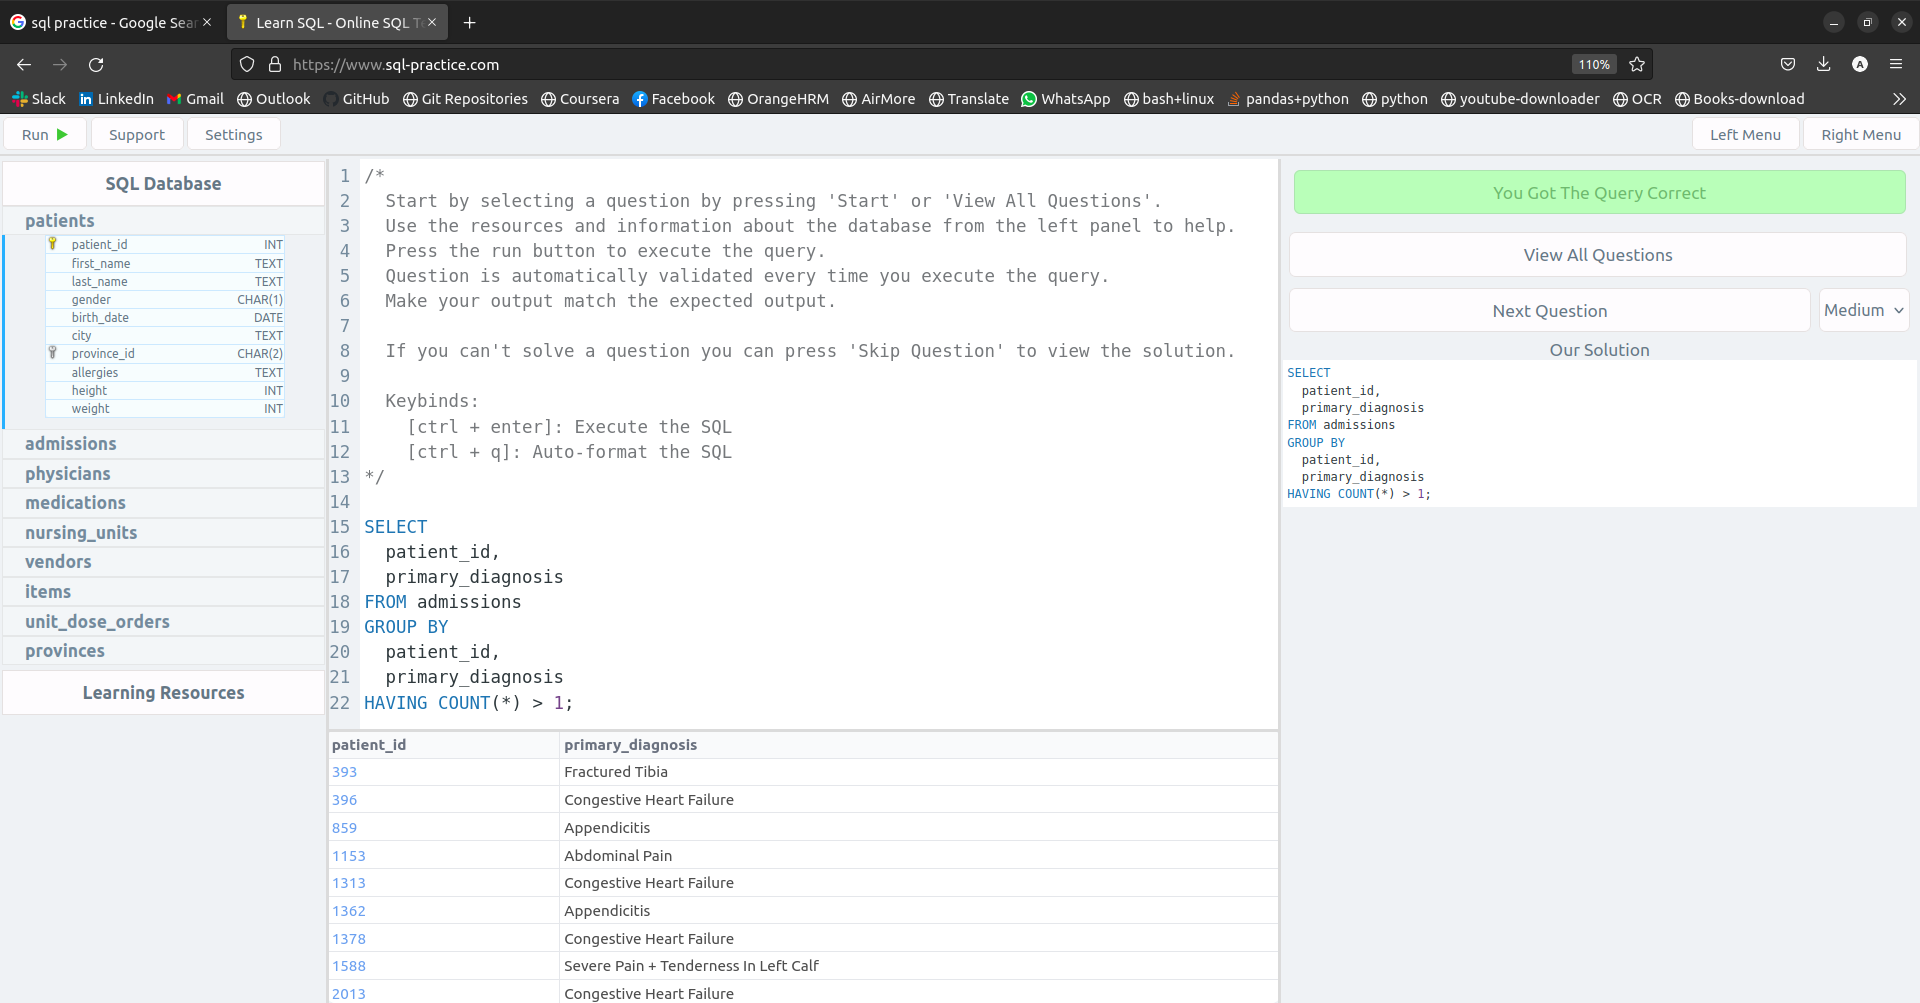 sql practice - Google Sear
Learn SQL - Online SQL Te
https://www.sql-practice.com
110%
Slack LinkedIn Gmail Outlook GitHub Git Repositories Coursera Facebook OrangeHRM AirMore Translate WhatsApp bash+linux pandas+python python youtube-downloader OCR Books-download
Run Support Settings Left Menu Right Menu
SQL Database
patients
patient_id INT
first_name TEXT
last_name TEXT
gender CHAR(1)
birth_date DATE
city TEXT
province_id CHAR(2)
allergies TEXT
height INT
weight INT
admissions
physicians
medications
nursing_units
vendors
items
unit_dose_orders
provinces
Learning Resources
1 /*
2 Start by selecting a question by pressing 'Start' or 'View All Questions'.
3 Use the resources and information about the database from the left panel to help.
4 Press the run button to execute the query.
5 Question is automatically validated every time you execute the query.
6 Make your output match the expected output.
7
8 If you can't solve a question you can press 'Skip Question' to view the solution.
9
10 Keybinds:
11 [ctrl + enter]: Execute the SQL
12 [ctrl + q]: Auto-format the SQL
13 */
14
15 SELECT
16 patient_id,
17 primary_diagnosis
18 FROM admissions
19 GROUP BY
20 patient_id,
21 primary_diagnosis
22 HAVING COUNT(*) > 1;
patient_id primary_diagnosis
393 Fractured Tibia
396 Congestive Heart Failure
859 Appendicitis
1153 Abdominal Pain
1313 Congestive Heart Failure
1362 Appendicitis
1378 Congestive Heart Failure
1588 Severe Pain + Tenderness In Left Calf
2013 Congestive Heart Failure
You Got The Query Correct
View All Questions
Next Question Medium
Our Solution
SELECT
patient_id,
primary_diagnosis
FROM admissions
GROUP BY
patient_id,
primary_diagnosis
HAVING COUNT(*) > 1;